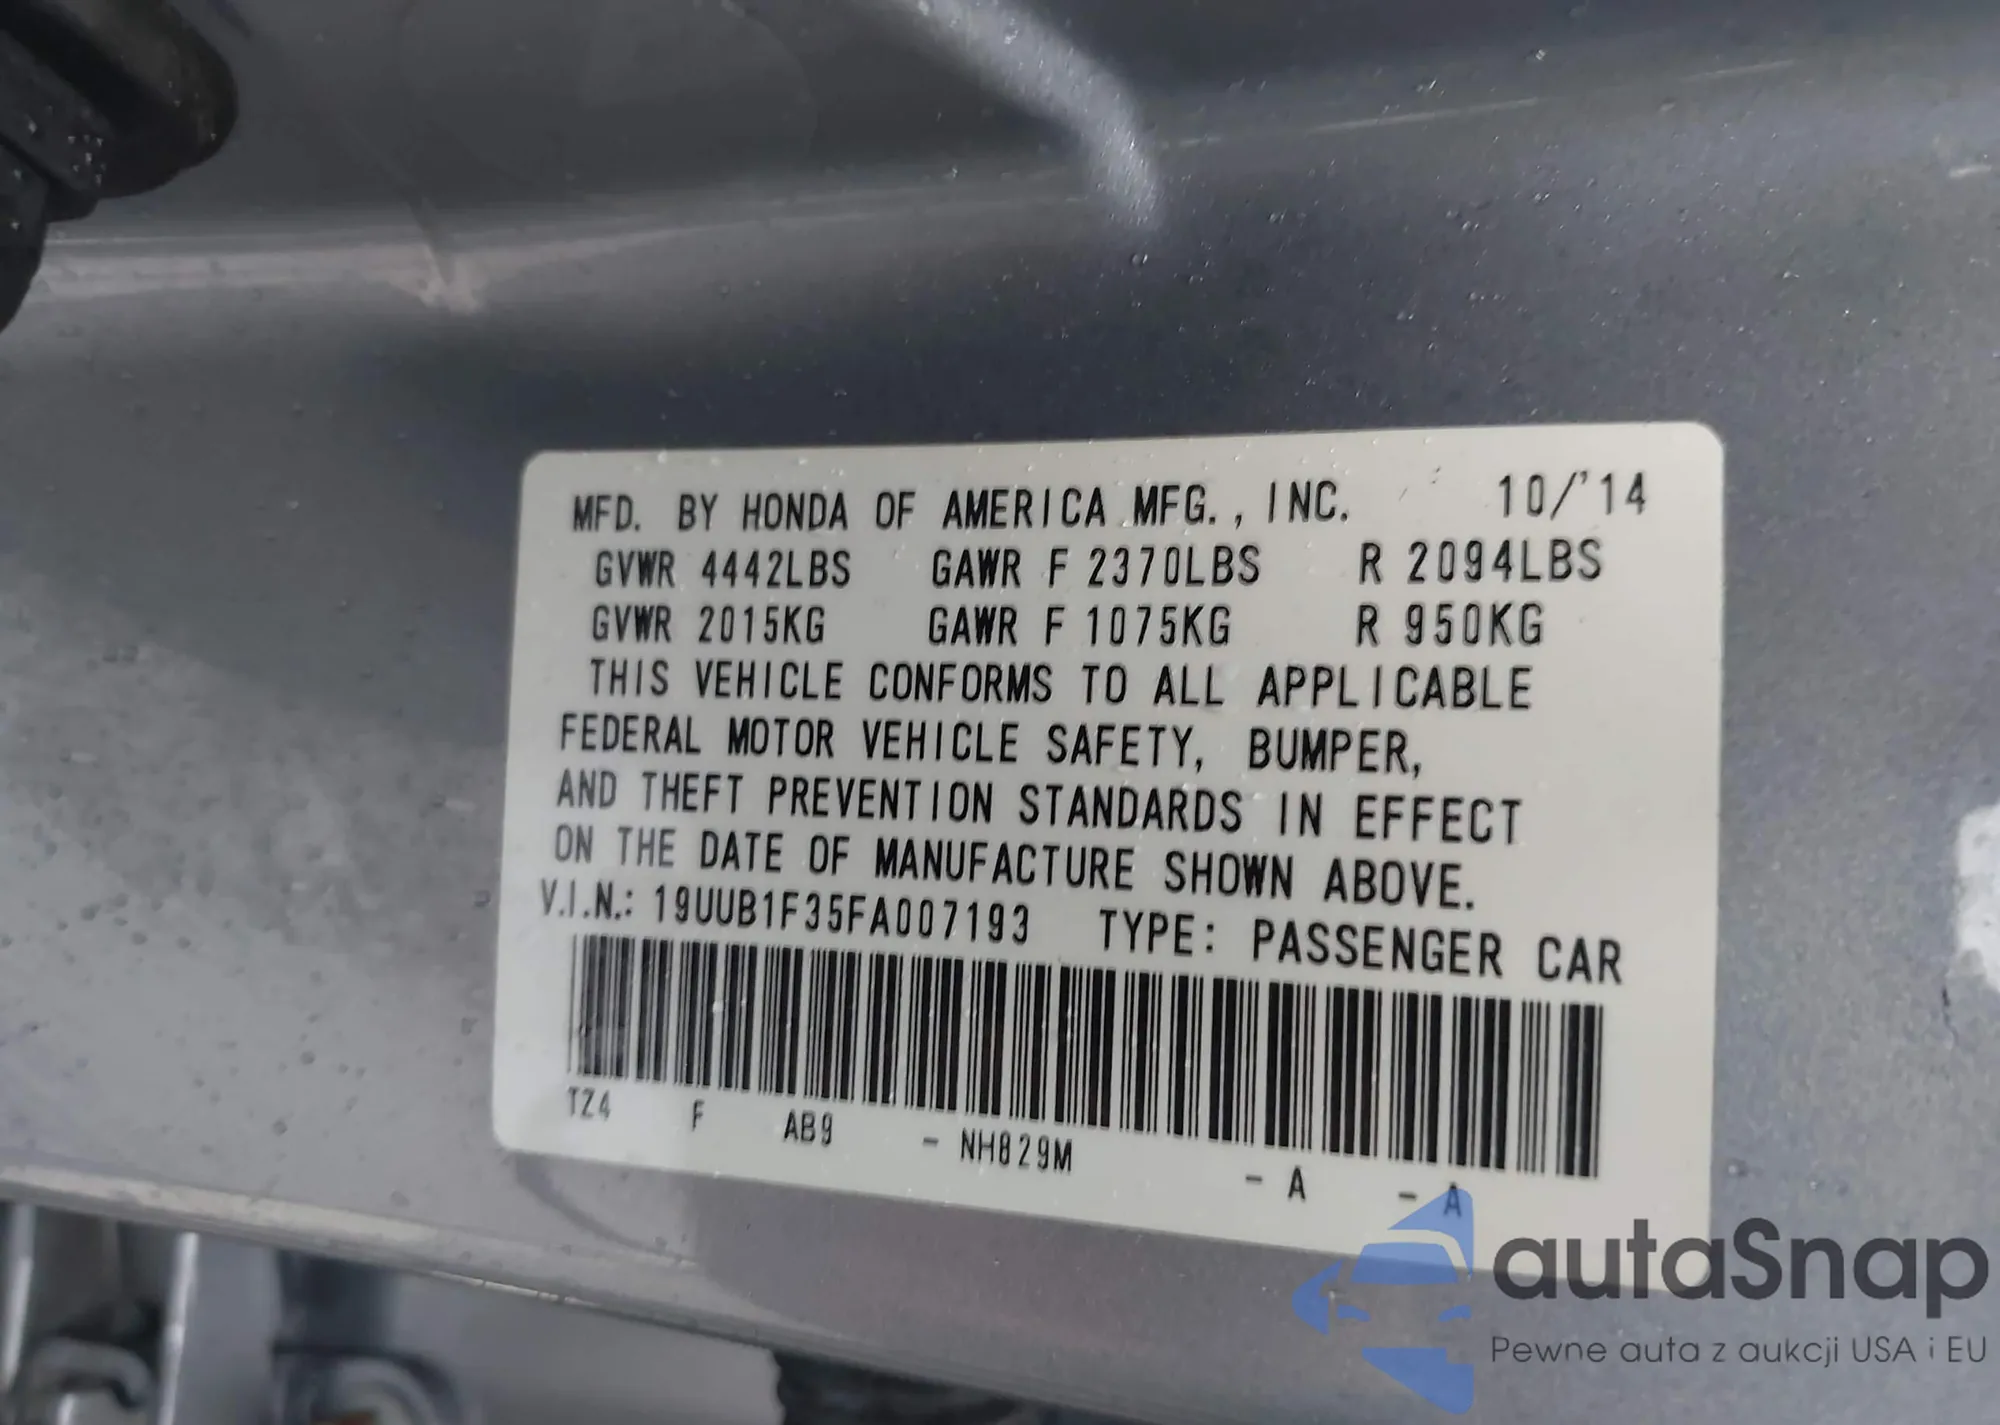 MFD. BY HONDA OF AMERICA MFG., INC. 10/'14
GVWR 4442LBS GAWR F 2370LBS R 2094LBS
GVWR 2015KG GAWR F 1075KG R 950KG
THIS VEHICLE CONFORMS TO ALL APPLICABLE
FEDERAL MOTOR VEHICLE SAFETY, BUMPER,
AND THEFT PREVENTION STANDARDS IN EFFECT
ON THE DATE OF MANUFACTURE SHOWN ABOVE.
V.I.N.: 19UUB1F35FA007193 TYPE: PASSENGER CAR
TZ4 F AB9 - NH829M - A - A
autaSnap
Pewne auta z aukcji USA i EU